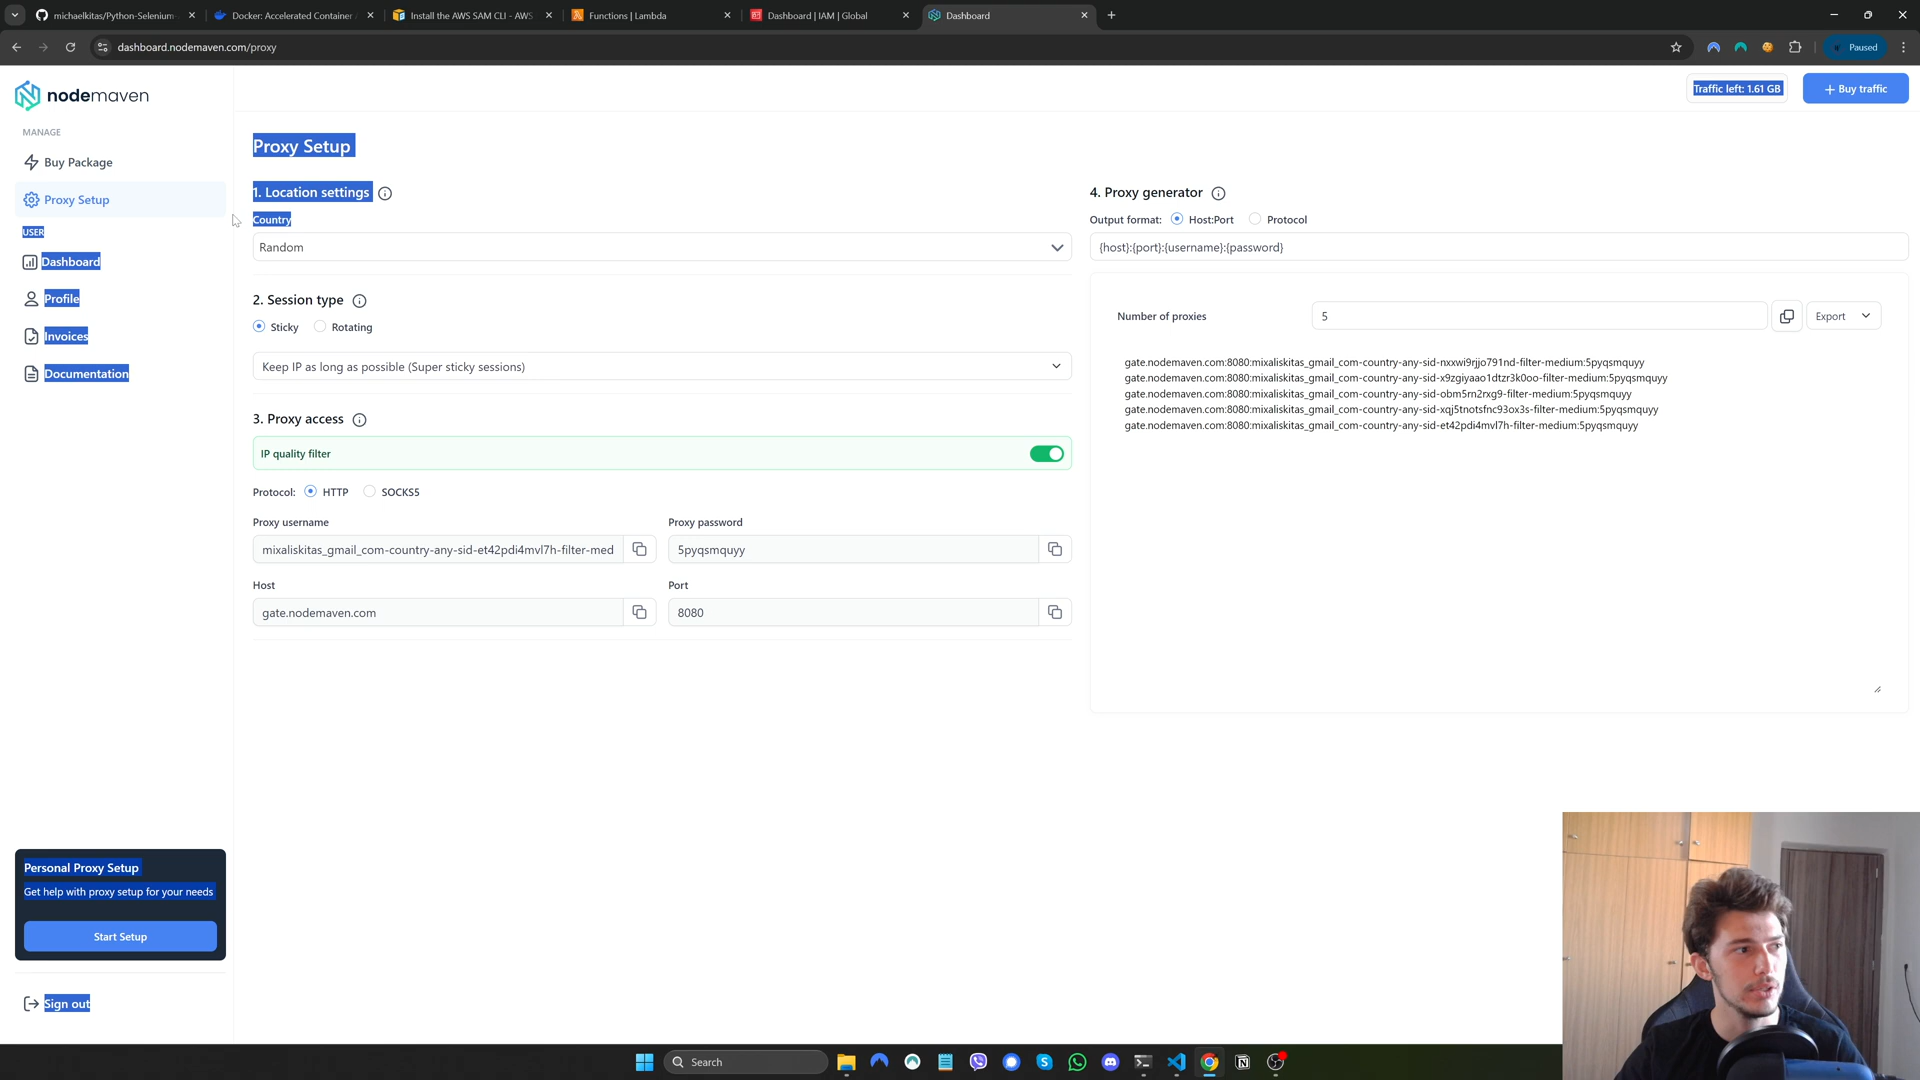 michaelkitas/Python-Selenium-
Docker: Accelerated Container A
Install the AWS SAM CLI - AWS
Functions | Lambda
Dashboard | IAM | Global
Dashboard
dashboard.nodemaven.com/proxy
Paused
nodemaven
Traffic left: 1.61 GB
Buy traffic
MANAGE
Buy Package
Proxy Setup
USER
Dashboard
Profile
Invoices
Documentation
Personal Proxy Setup
Get help with proxy setup for your needs
Start Setup
Sign out
Proxy Setup
1. Location settings
Country
Random
2. Session type
Sticky
Rotating
Keep IP as long as possible (Super sticky sessions)
3. Proxy access
IP quality filter
Protocol:
HTTP
SOCKS5
Proxy username
Proxy password
mixaliskitas_gmail_com-country-any-sid-et42pdi4mvl7h-filter-med
5pyqsmquyy
Host
Port
gate.nodemaven.com
8080
4. Proxy generator
Output format:
Host:Port
Protocol
{host}:{port}:{username}:{password}
Number of proxies
5
Export
gate.nodemaven.com:8080:mixaliskitas_gmail_com-country-any-sid-nxxwi9rjjo791nd-filter-medium:5pyqsmquyy
gate.nodemaven.com:8080:mixaliskitas_gmail_com-country-any-sid-x9zgiyaao1dtzr3k0oo-filter-medium:5pyqsmquyy
gate.nodemaven.com:8080:mixaliskitas_gmail_com-country-any-sid-obm5rn2rxg9-filter-medium:5pyqsmquyy
gate.nodemaven.com:8080:mixaliskitas_gmail_com-country-any-sid-xqj5tnotsfnc93ox3s-filter-medium:5pyqsmquyy
gate.nodemaven.com:8080:mixaliskitas_gmail_com-country-any-sid-et42pdi4mvl7h-filter-medium:5pyqsmquyy
Search